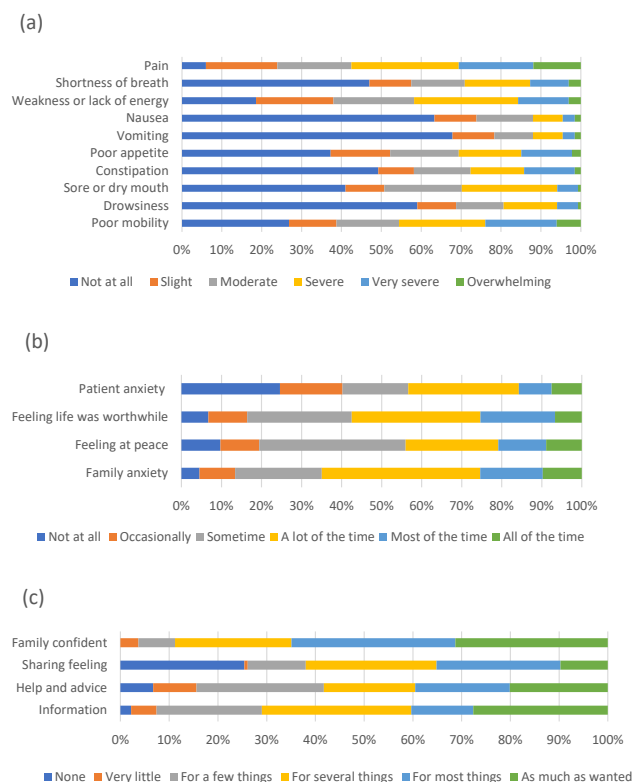 (a)
Pain
Shortness of breath
Weakness or lack of energy
Nausea
Vomiting
Poor appetite
Constipation
Sore or dry mouth
Drowsiness
Poor mobility
0% 10% 20% 30% 40% 50% 60% 70% 80% 90% 100%
Not at all Slight Moderate Severe Very severe Overwhelming
(b)
Patient anxiety
Feeling life was worthwhile
Feeling at peace
Family anxiety
0% 10% 20% 30% 40% 50% 60% 70% 80% 90% 100%
Not at all Occasionally Sometime A lot of the time Most of the time All of the time
(c)
Family confident
Sharing feeling
Help and advice
Information
0% 10% 20% 30% 40% 50% 60% 70% 80% 90% 100%
None Very little For a few things For several things For most things As much as wanted